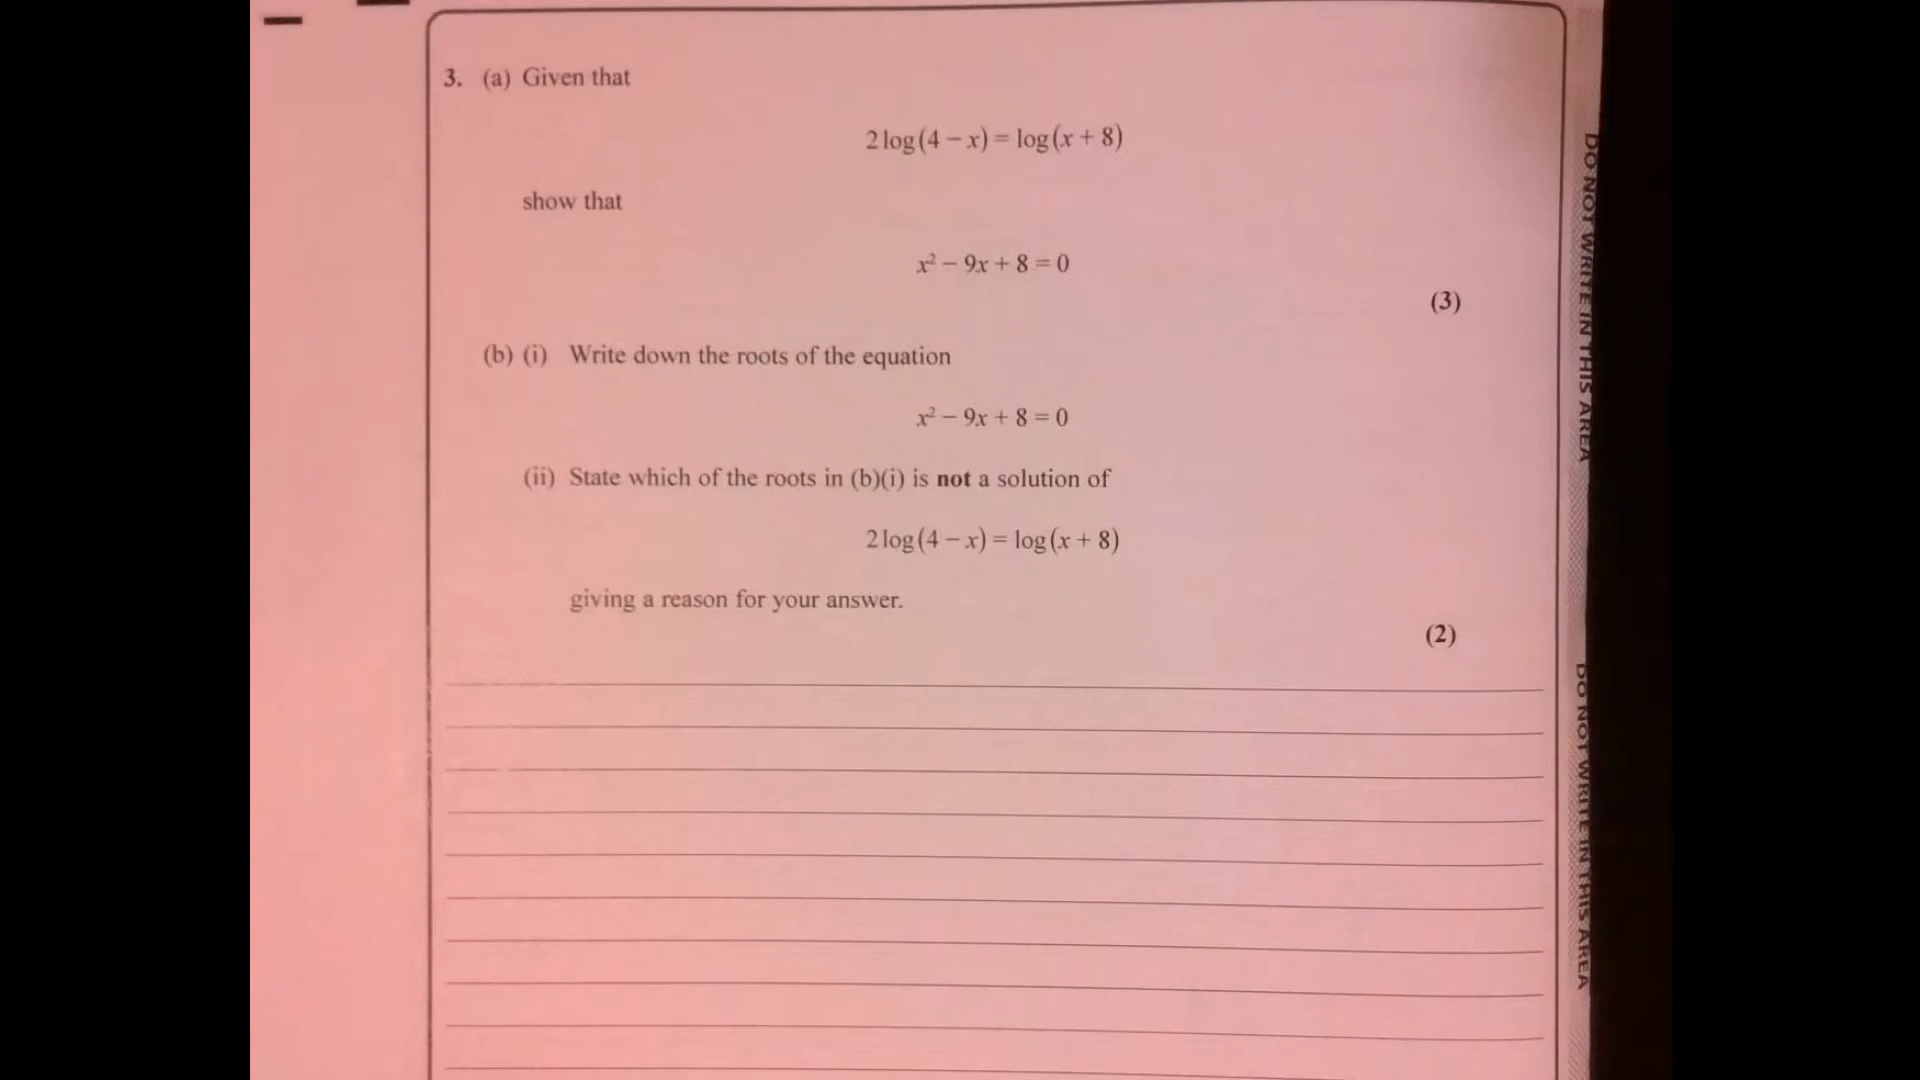 3. (a) Given that
2 log (4 − x) = log (x + 8)
show that
x² − 9x + 8 = 0
(3)
(b) (i) Write down the roots of the equation
x² − 9x + 8 = 0
(ii) State which of the roots in (b)(i) is not a solution of
2 log (4 − x) = log (x + 8)
giving a reason for your answer.
(2)
DO NOT WRITE IN THIS AREA
DO NOT WRITE IN THIS AREA